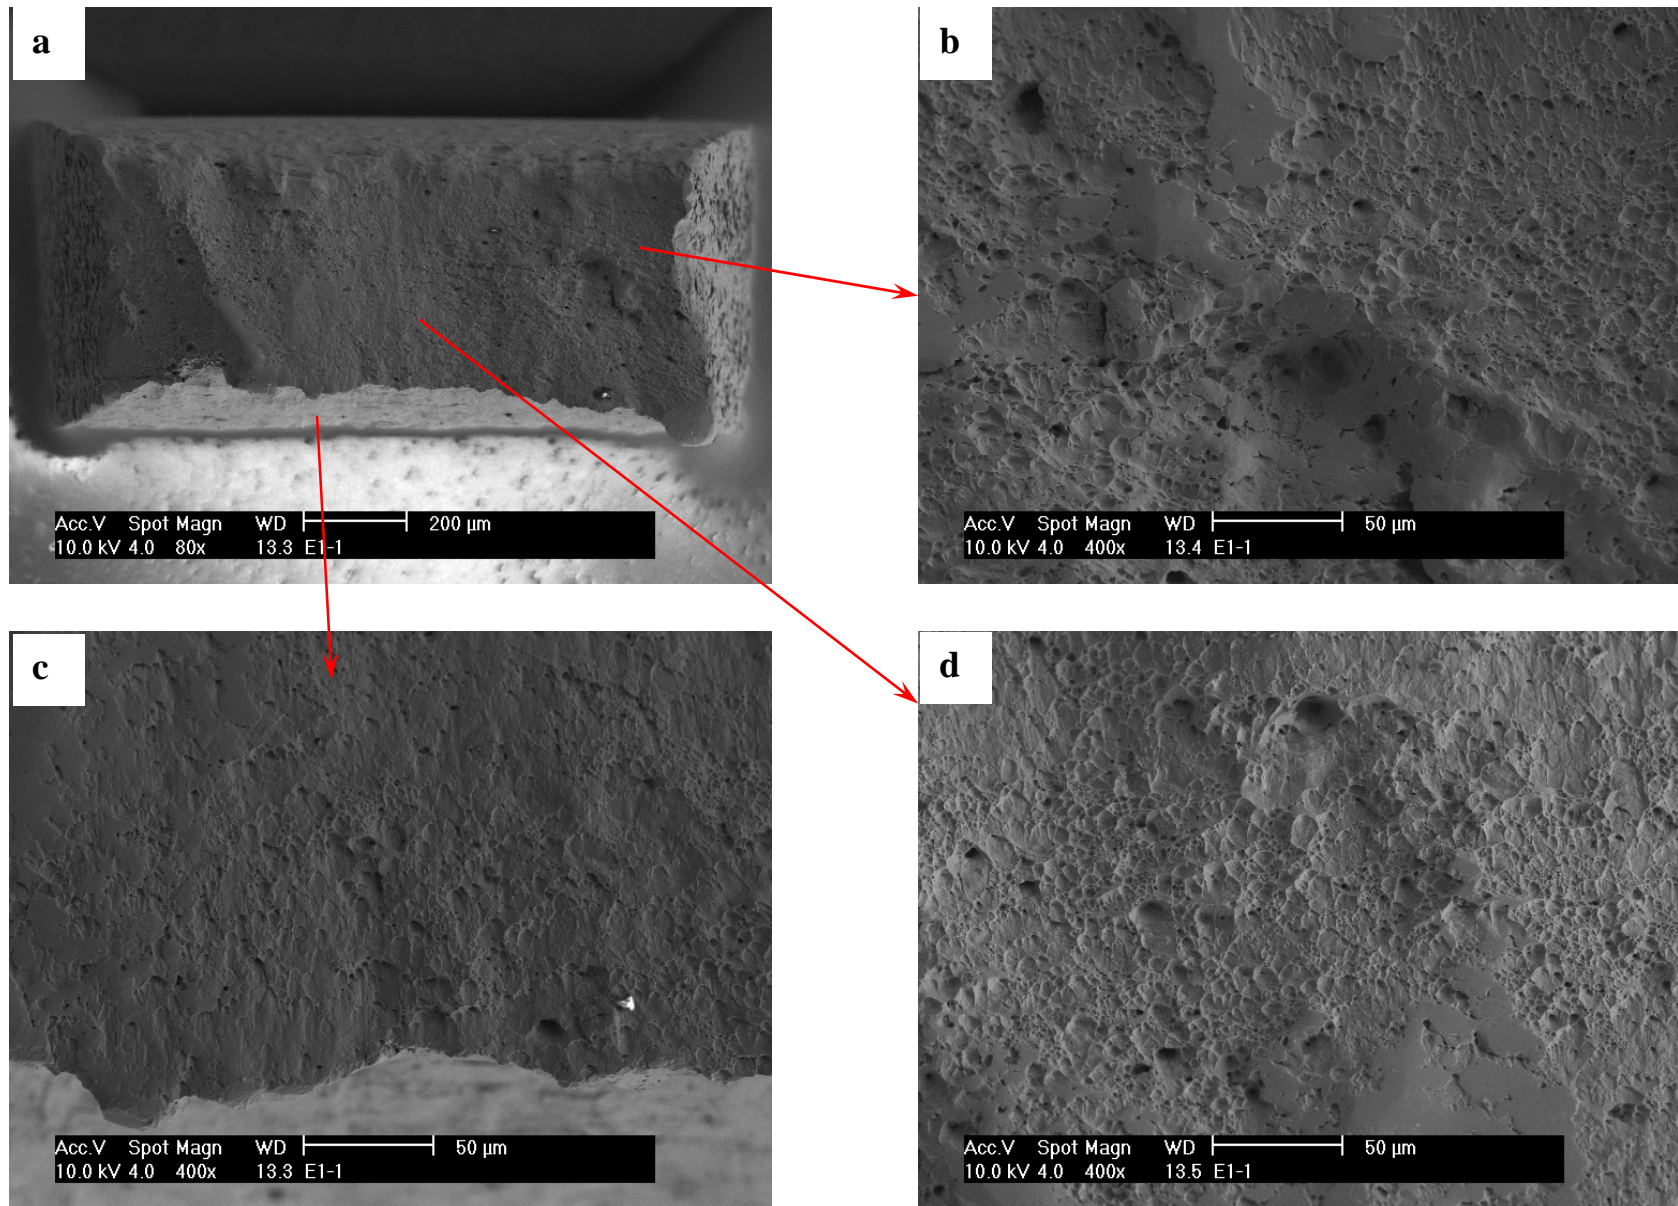 a
Acc.V Spot Magn WD 200 µm
10.0 kV 4.0 80x 13.3 E1-1
b
Acc.V Spot Magn WD 50 µm
10.0 kV 4.0 400x 13.4 E1-1
c
Acc.V Spot Magn WD 50 µm
10.0 kV 4.0 400x 13.3 E1-1
d
Acc.V Spot Magn WD 50 µm
10.0 kV 4.0 400x 13.5 E1-1